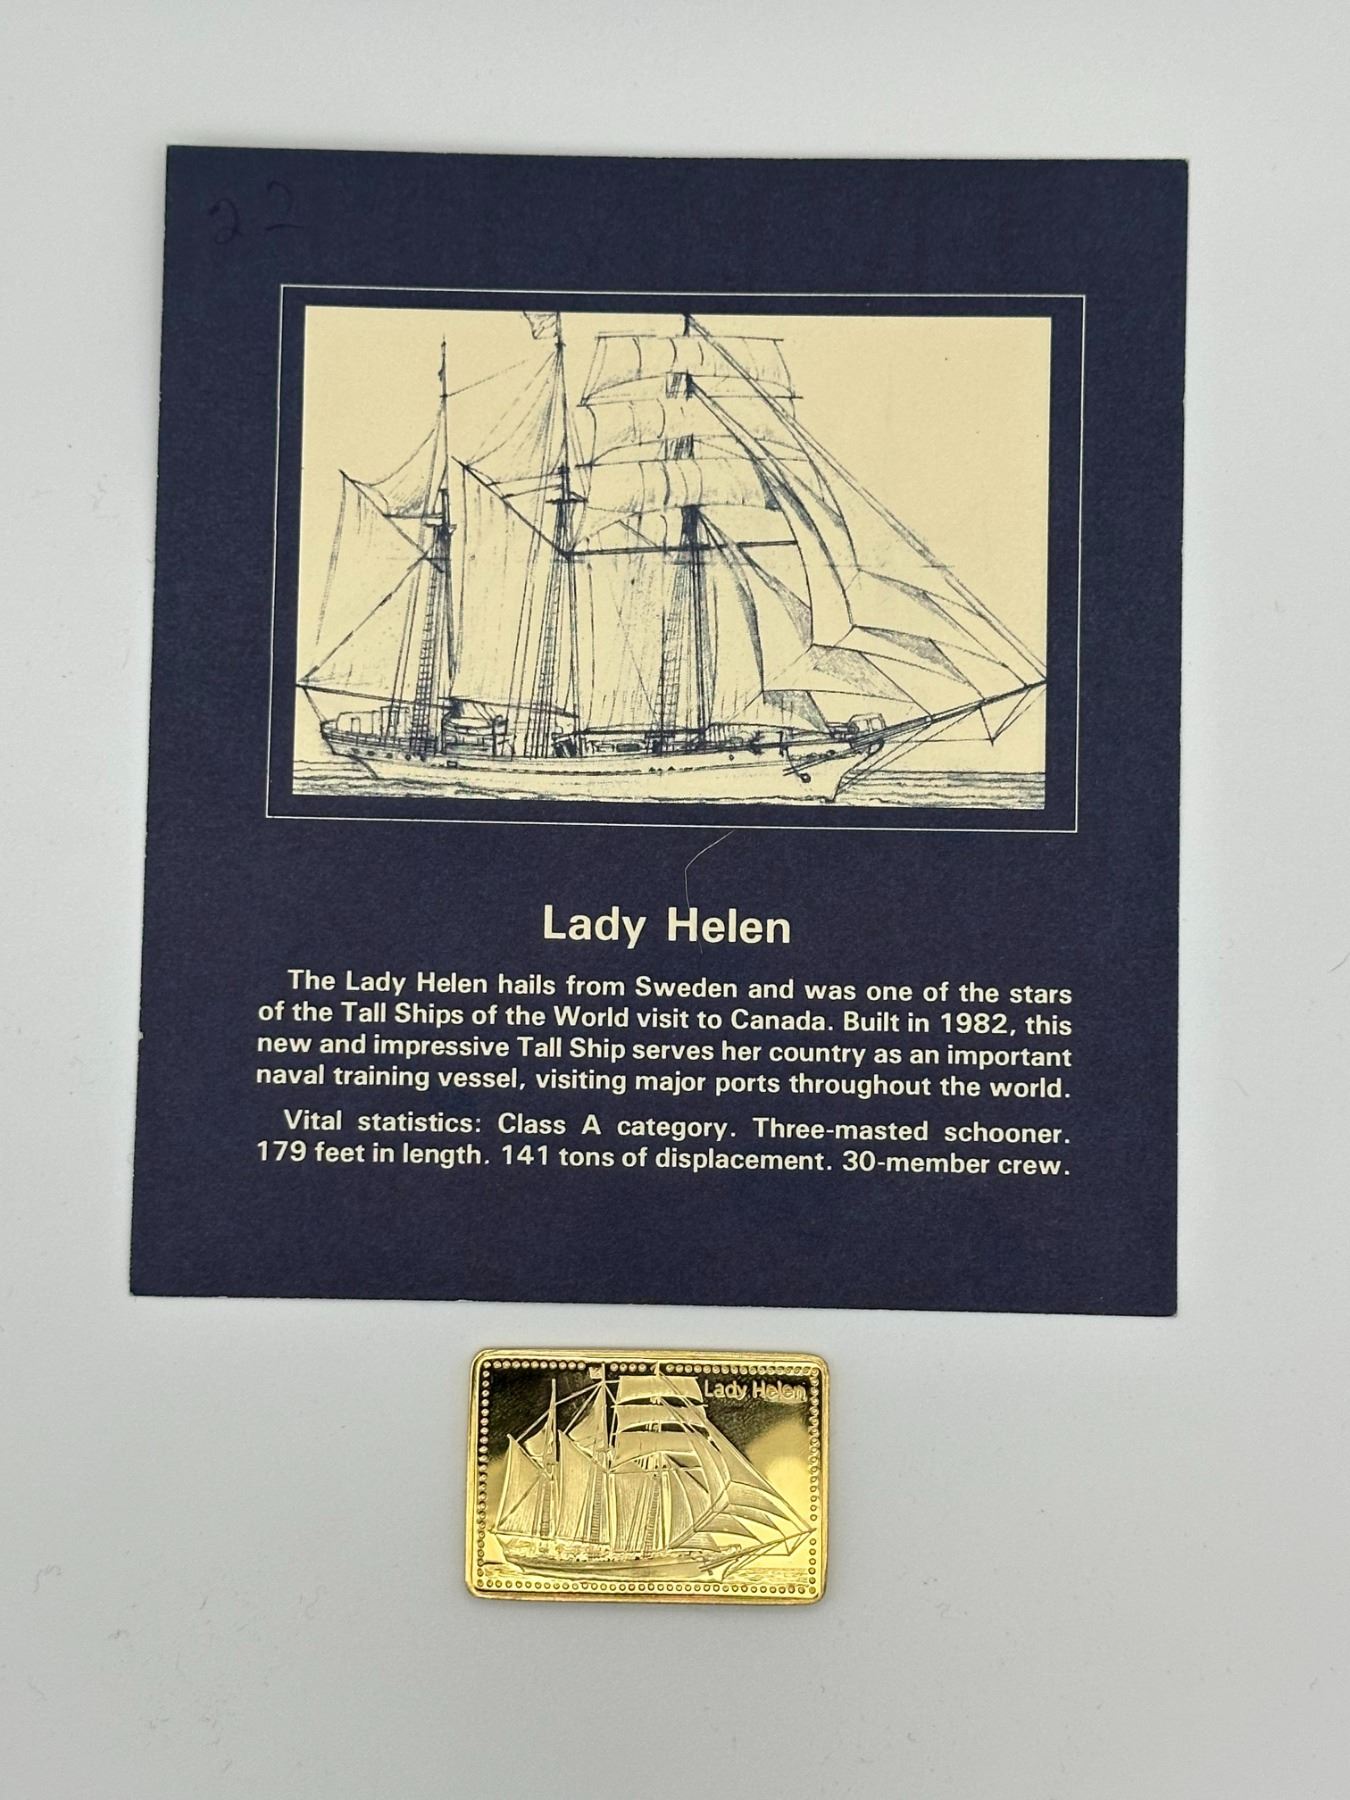 22
Lady Helen
The Lady Helen hails from Sweden and was one of the stars
of the Tall Ships of the World visit to Canada. Built in 1982, this
new and impressive Tall Ship serves her country as an important
naval training vessel, visiting major ports throughout the world.
Vital statistics: Class A category. Three-masted schooner.
179 feet in length. 141 tons of displacement. 30-member crew.
Lady Helen